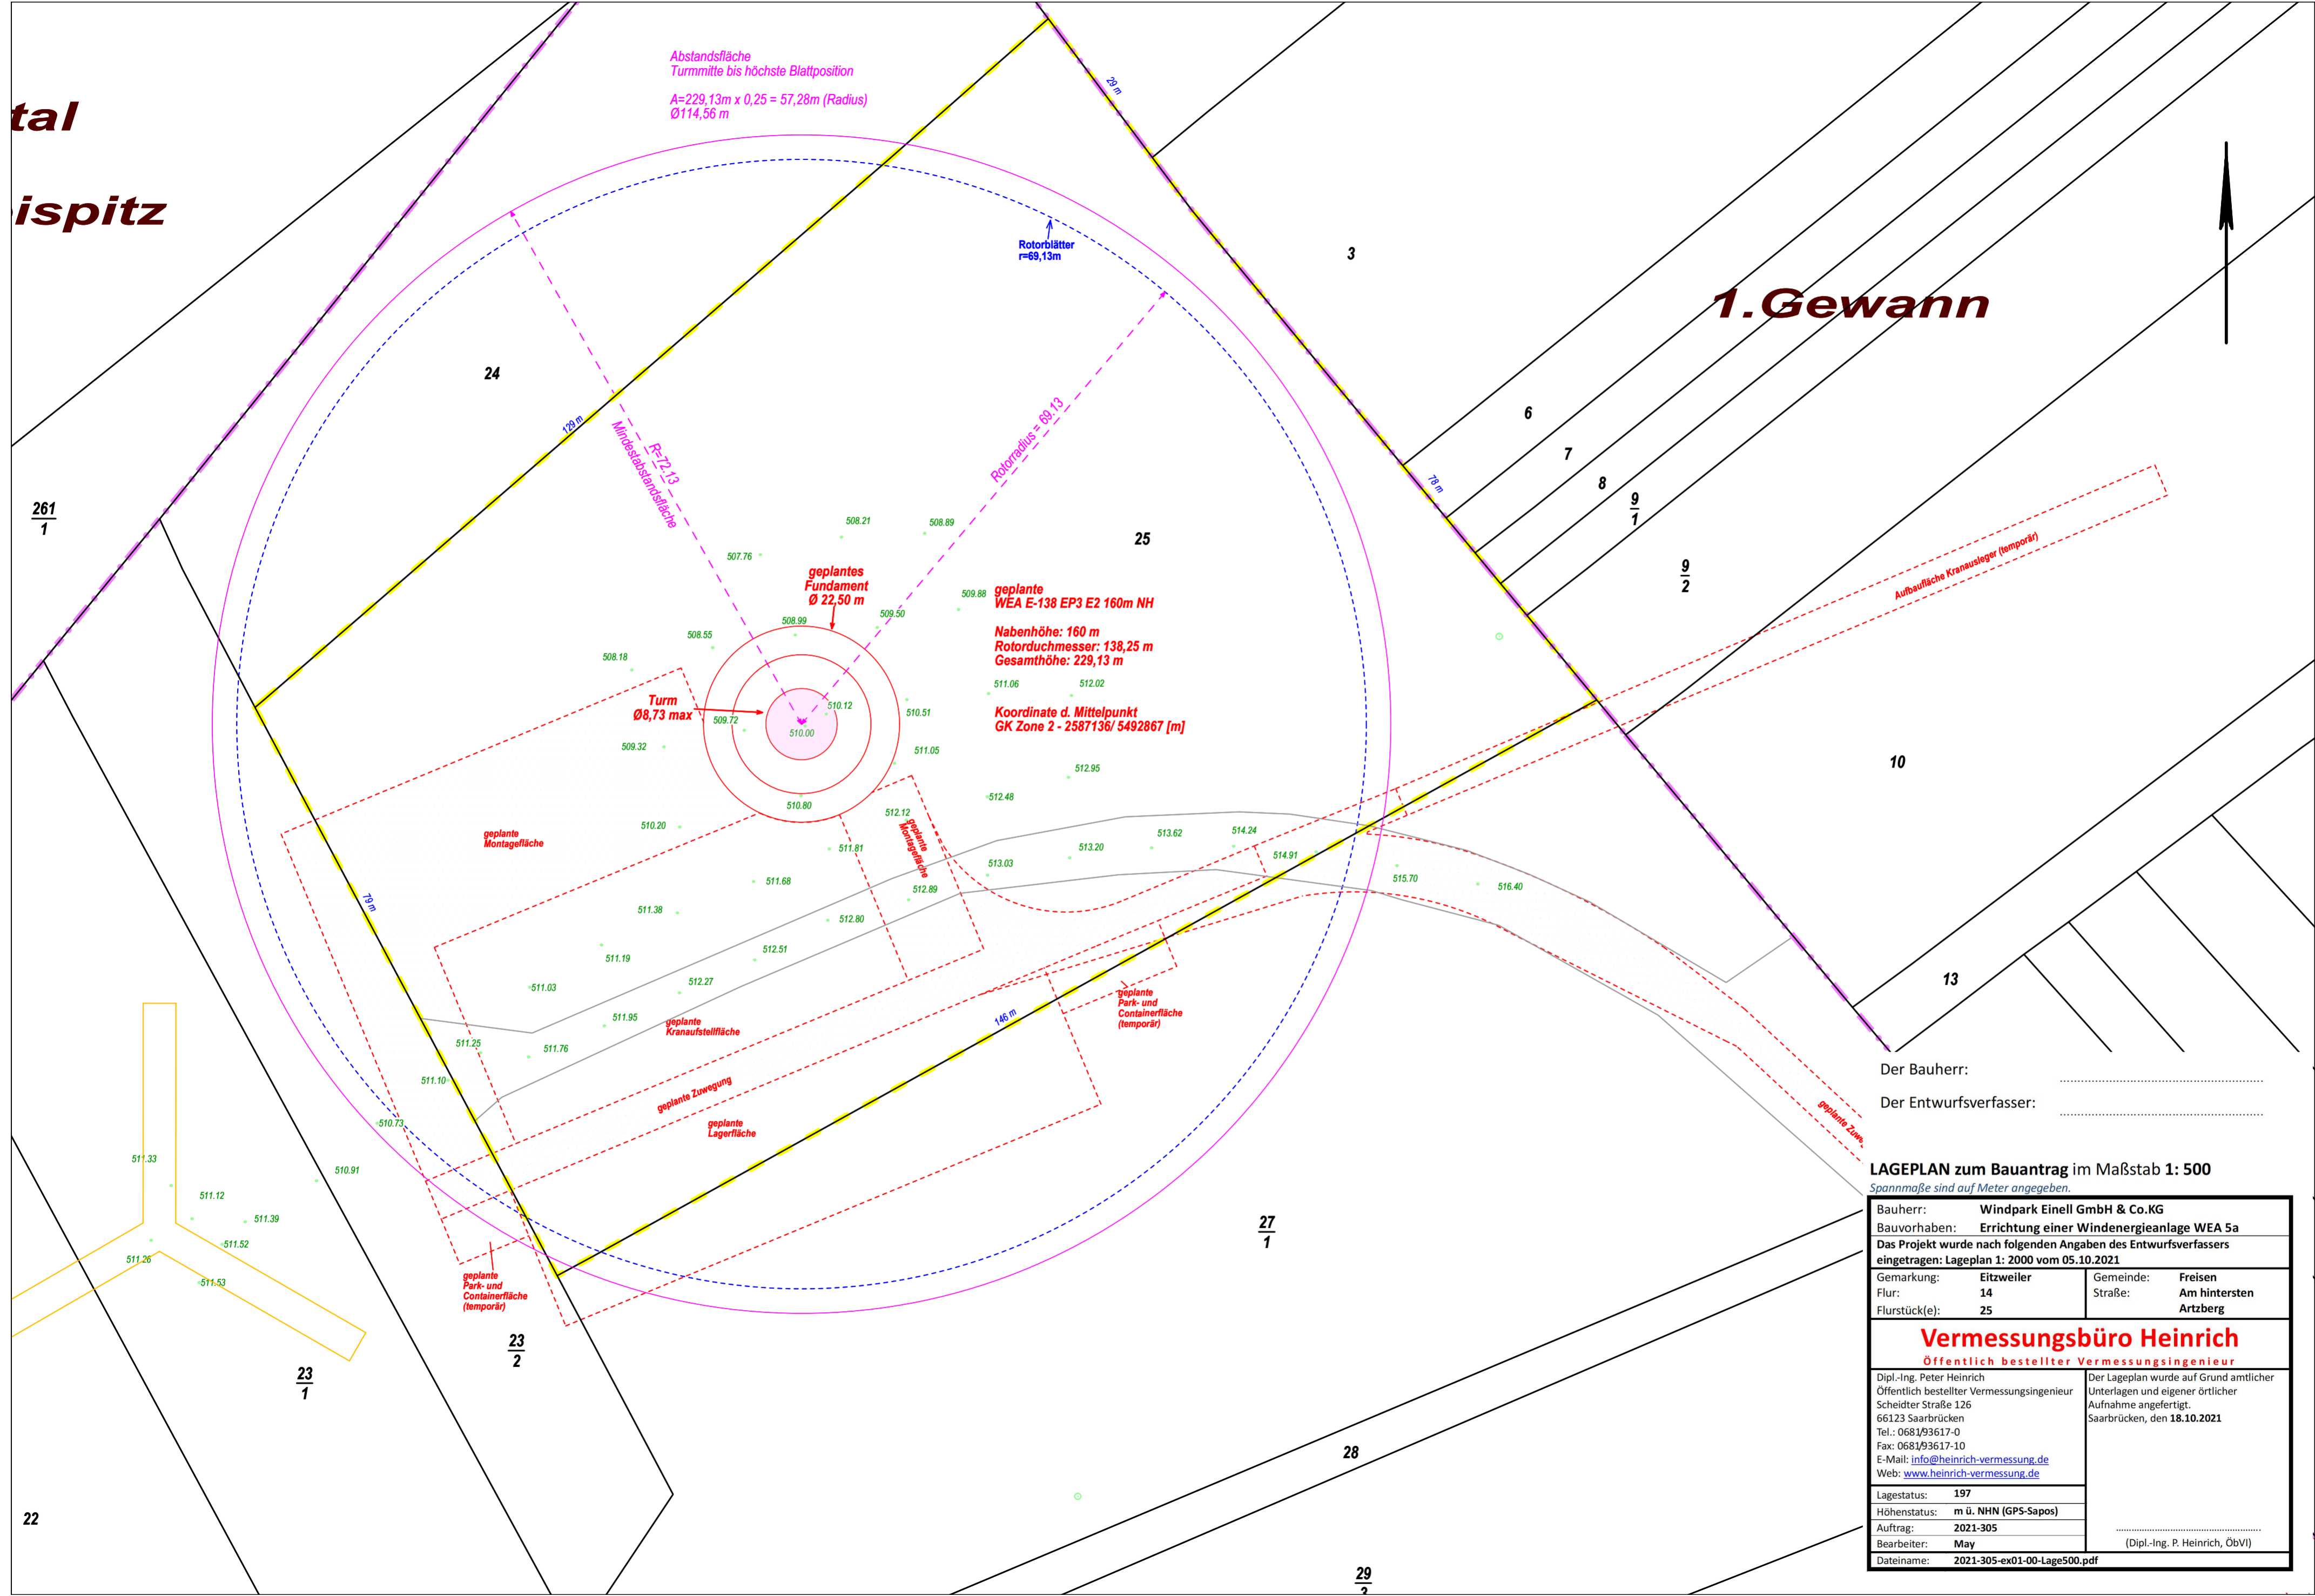 tal
ispitz
Abstandsfläche
Turmmitte bis höchste Blattposition
A=229,13m x 0,25 = 57,28m (Radius)
Ø114,56 m
29 m
Rotorblätter
r=69,13m
3
1.Gewann
24
129 m
R=72.13
Mindestabstandsfläche
Rotorradius = 69.13
6
7
8
9
1
78 m
9
2
261
1
25
508.21
508.89
507.76
geplantes
Fundament
Ø 22,50 m
509.88
geplante
WEA E-138 EP3 E2 160m NH
Nabenhöhe: 160 m
Rotorduchmesser: 138,25 m
Gesamthöhe: 229,13 m
Koordinate d. Mittelpunkt
GK Zone 2 - 2587136/ 5492867 [m]
Aufbaufläche Kranausleger (temporär)
509.50
508.99
508.55
508.18
511.06
512.02
Turm
Ø8,73 max
510.12
510.51
509.72
510.00
509.32
511.05
512.95
10
512.48
510.80
512.12
geplante
Montagefläche
510.20
geplante
Montagefläche
511.81
513.03
513.20
513.62
514.24
514.91
515.70
516.40
79 m
511.68
512.89
511.38
512.80
512.51
511.19
512.27
511.03
511.95
geplante
Kranaufstellfläche
146 m
geplante
Park- und
Containerfläche
(temporär)
13
511.25
511.76
511.10
geplante Zuwegung
geplante
Lagerfläche
510.73
geplante Zuwe
511.33
510.91
511.12
511.39
511.52
511.26
511.53
geplante
Park- und
Containerfläche
(temporär)
27
1
23
2
23
1
28
22
29
3
Der Bauherr:
Der Entwurfsverfasser:
LAGEPLAN zum Bauantrag im Maßstab 1: 500
Spannmaße sind auf Meter angegeben.
Bauherr: Windpark Einell GmbH & Co.KG
Bauvorhaben: Errichtung einer Windenergieanlage WEA 5a
Das Projekt wurde nach folgenden Angaben des Entwurfsverfassers
eingetragen: Lageplan 1: 2000 vom 05.10.2021
Gemarkung: Eitzweiler Gemeinde: Freisen
Flur: 14 Straße: Am hintersten
Flurstück(e): 25 Artzberg
Vermessungsbüro Heinrich
Öffentlich bestellter Vermessungsingenieur
Dipl.-Ing. Peter Heinrich
Öffentlich bestellter Vermessungsingenieur
Scheidter Straße 126
66123 Saarbrücken
Tel.: 0681/93617-0
Fax: 0681/93617-10
E-Mail: info@heinrich-vermessung.de
Web: www.heinrich-vermessung.de
Der Lageplan wurde auf Grund amtlicher
Unterlagen und eigener örtlicher
Aufnahme angefertigt.
Saarbrücken, den 18.10.2021
Lagestatus: 197
Höhenstatus: m ü. NHN (GPS-Sapos)
Auftrag: 2021-305
Bearbeiter: May
(Dipl.-Ing. P. Heinrich, ÖbVI)
Dateiname: 2021-305-ex01-00-Lage500.pdf